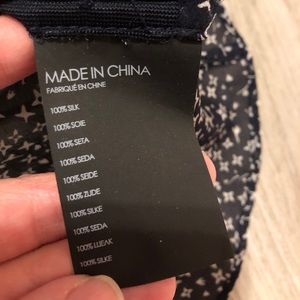 MADE IN CHINA
FABRIQUÉ EN CHINE
100% SILK
100% SOIE
100% SETA
100% SEDA
100% SEIDE
100% ZIJDE
100% SILKE
100% SEDA
100% ШЕЛК
100% SILKE